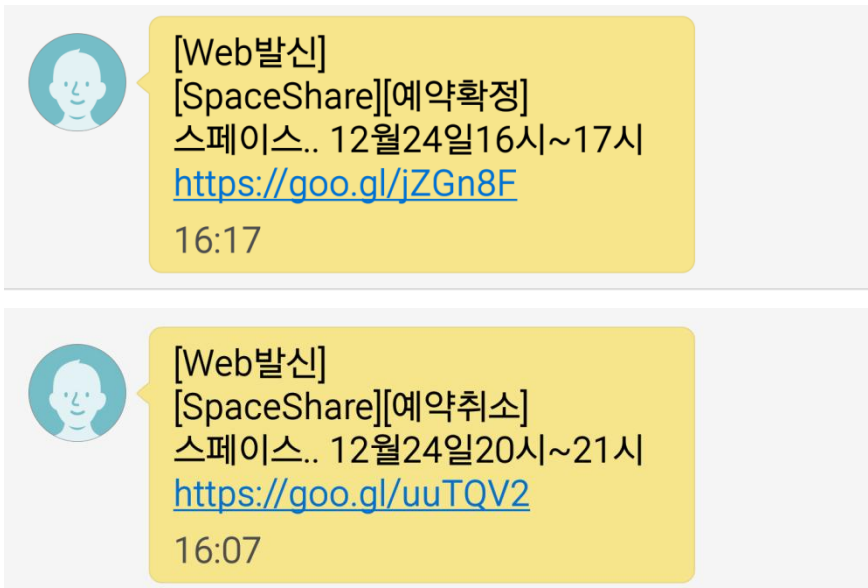 [Web발신]
[SpaceShare][예약확정]
스페이스.. 12월24일16시~17시
https://goo.gl/jZGn8F
16:17
[Web발신]
[SpaceShare][예약취소]
스페이스.. 12월24일20시~21시
https://goo.gl/uuTQV2
16:07